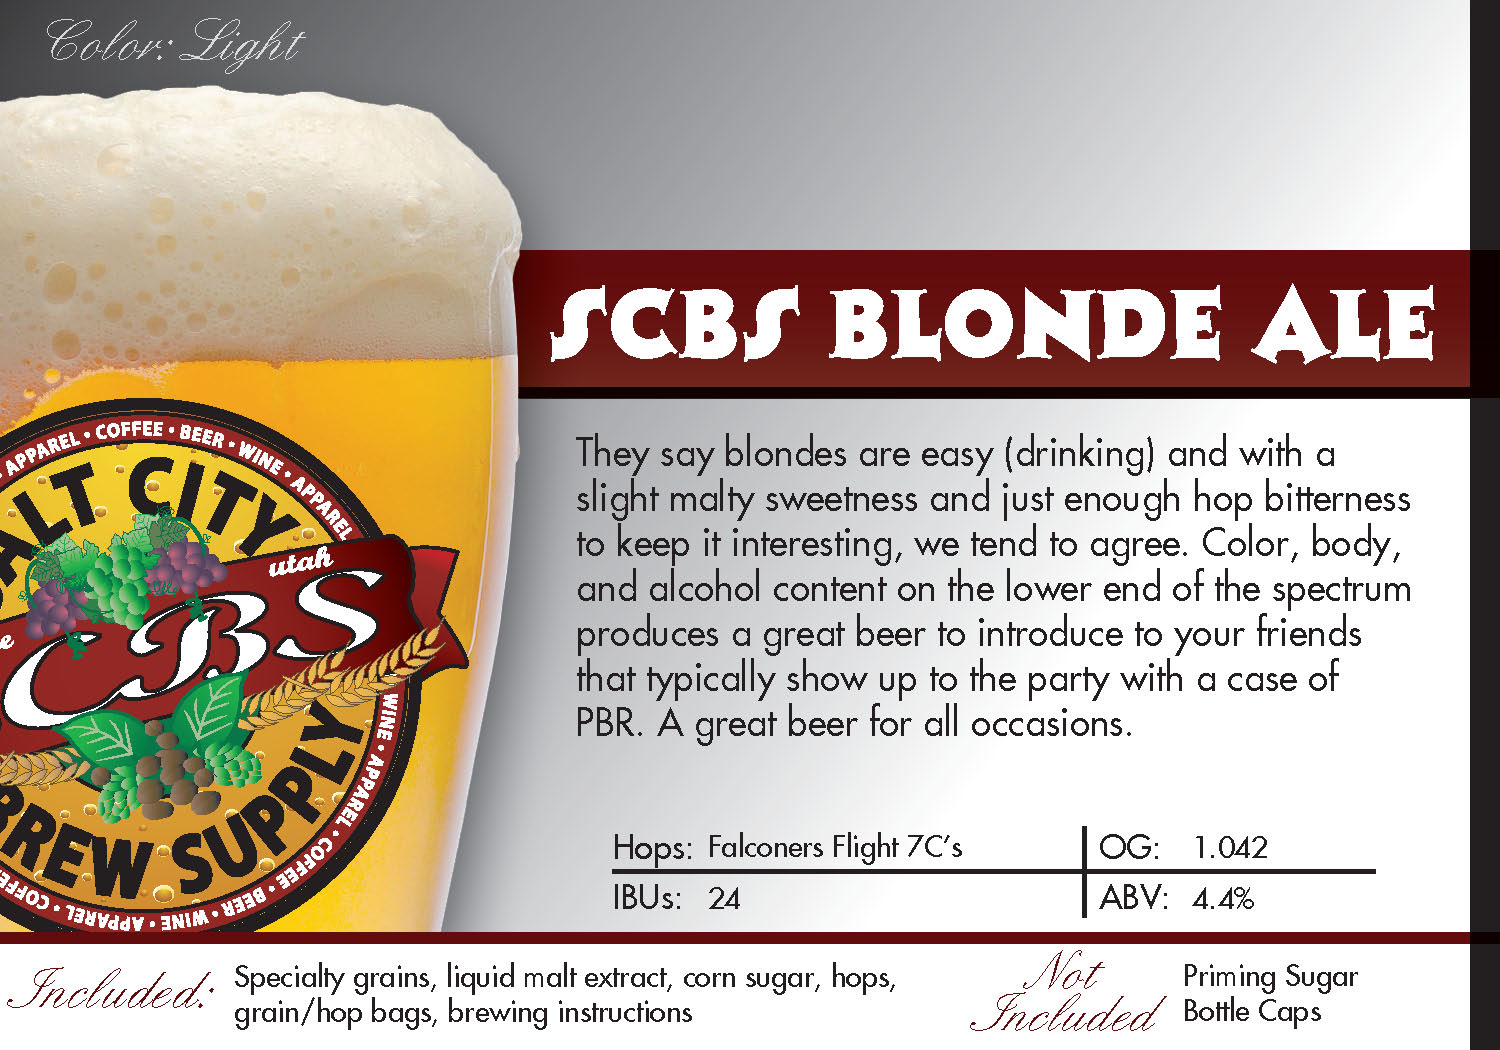 Color: Light
SCBS BLONDE ALE
They say blondes are easy (drinking) and with a
slight malty sweetness and just enough hop bitterness
to keep it interesting, we tend to agree. Color, body,
and alcohol content on the lower end of the spectrum
produces a great beer to introduce to your friends
that typically show up to the party with a case of
PBR. A great beer for all occasions.
APPAREL • COFFEE • BEER • WINE • APPAREL
ALT CITY
utah
CBS
BREW SUPPLY
WINE • APPAREL • COFFEE • BEER • WINE • APPAREL • COFFE
Hops: Falconers Flight 7C's
OG: 1.042
IBUs: 24
ABV: 4.4%
Included: Specialty grains, liquid malt extract, corn sugar, hops,
grain/hop bags, brewing instructions
Not
Included
Priming Sugar
Bottle Caps